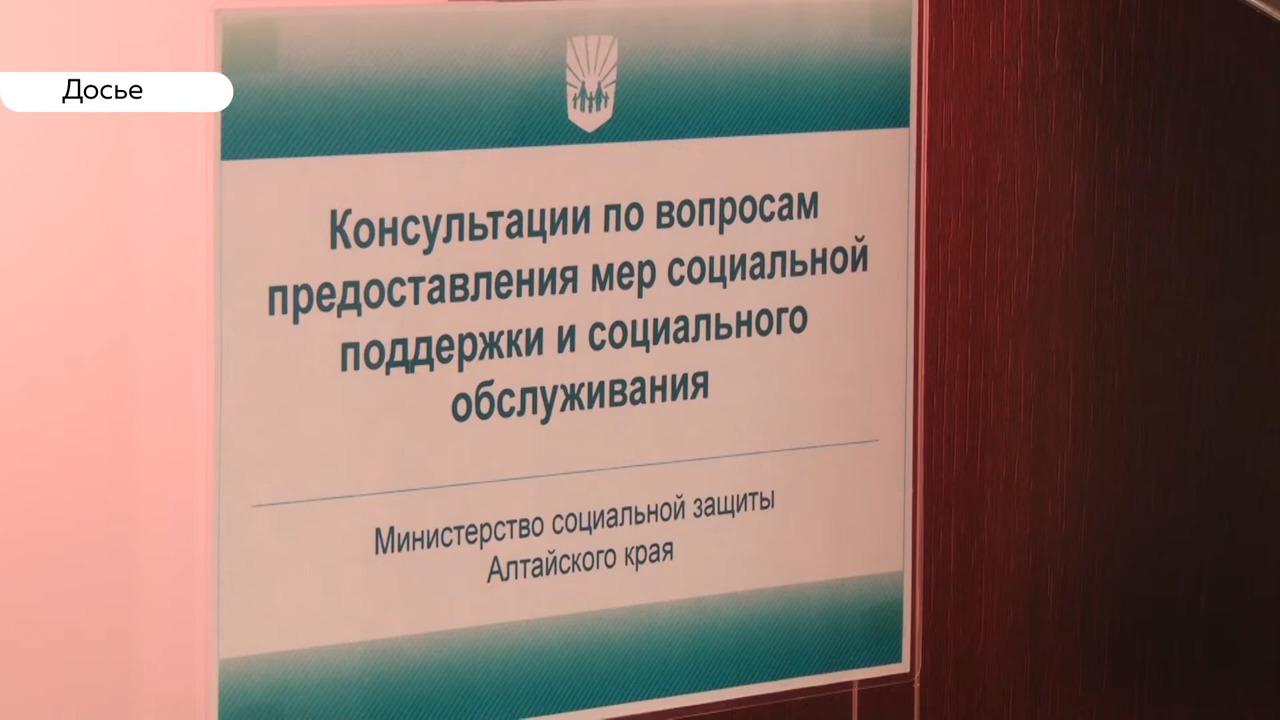 Досье
Консультации по вопросам
предоставления мер социальной
поддержки и социального
обслуживания
Министерство социальной защиты
Алтайского края